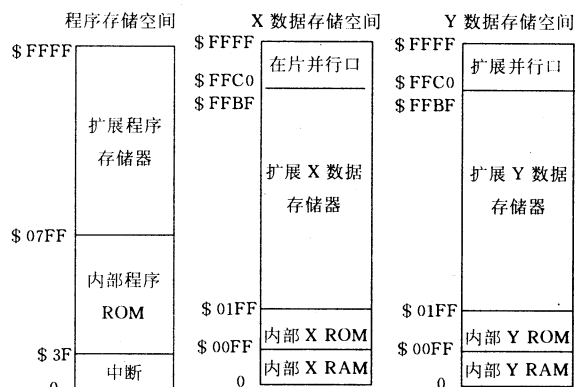 程序存储空间
$FFFF
扩展程序
存储器
$07FF
内部程序
ROM
$3F
中断
0
X 数据存储空间
$FFFF
在片并行口
$FFC0
$FFBF
扩展 X 数据
存储器
$01FF
内部 X ROM
$00FF
内部 X RAM
0
Y 数据存储空间
$FFFF
扩展并行口
$FFC0
$FFBF
扩展 Y 数据
存储器
$01FF
内部 Y ROM
$00FF
内部 Y RAM
0